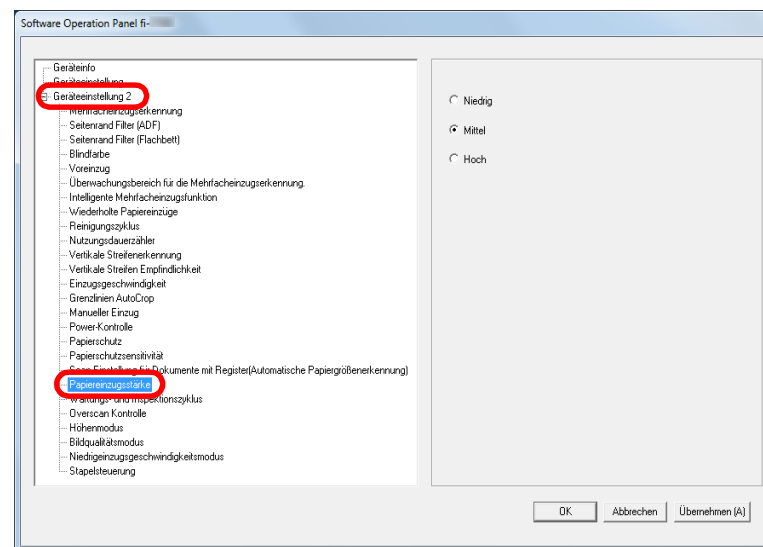 Software Operation Panel fi-
Geräteinfo
Geräteeinstellung
Geräteeinstellung 2
Mehrfacheinzugserkennung
Seitenrand Filter (ADF)
Seitenrand Filter (Flachbett)
Blindfarbe
Voreinzug
Überwachungsbereich für die Mehrfacheinzugserkennung.
Intelligente Mehrfacheinzugsfunktion
Wiederholte Papiereinzüge
Reinigungszyklus
Nutzungsdauerzähler
Vertikale Streifenerkennung
Vertikale Streifen Empfindlichkeit
Einzugsgeschwindigkeit
Grenzlinien AutoCrop
Manueller Einzug
Power-Kontrolle
Papierschutz
Papierschutzsensitivität
Scan Einstellung für Dokumente mit Register(Automatische Papiergrößenerkennung)
Papiereinzugsstärke
Wartungs- und Inspektionszyklus
Overscan Kontrolle
Höhenmodus
Bildqualitätsmodus
Niedrigeinzugsgeschwindigkeitsmodus
Stapelsteuerung
Niedrig
Mittel
Hoch
OK
Abbrechen
Übernehmen (A)